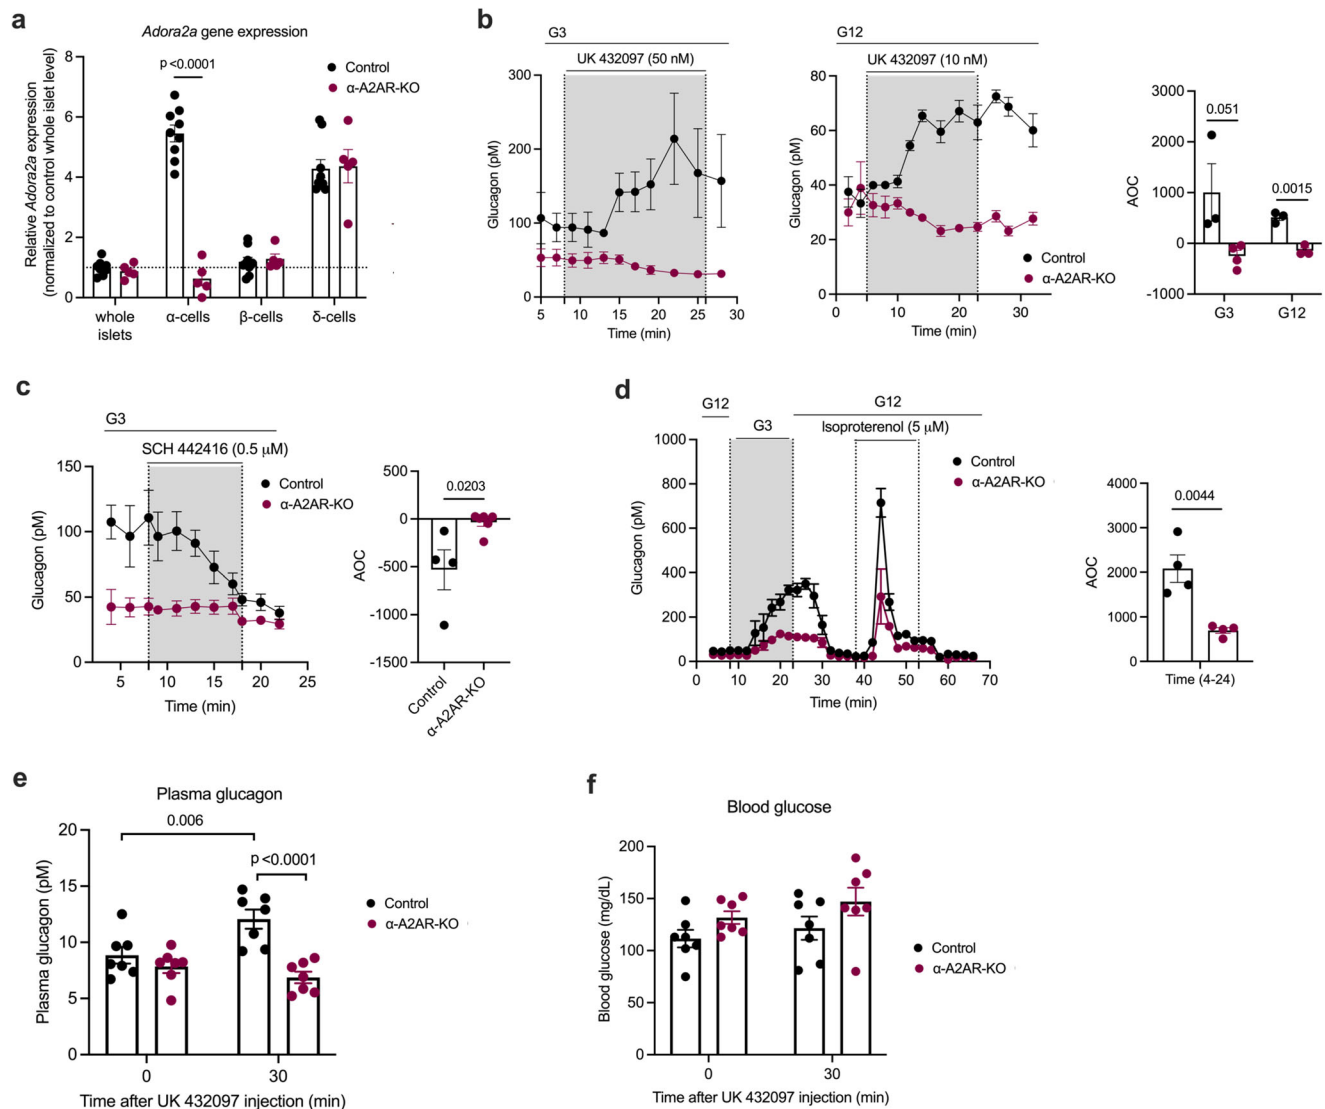 a
Adora2a gene expression
Relative Adora2a expression
(normalized to control whole islet level)
8
6
4
2
1
0
p <0.0001
Control
α-A2AR-KO
whole
islets
α-cells
β-cells
δ-cells
b
G3
UK 432097 (50 nM)
Glucagon (pM)
300
200
100
0
5
10
15
20
25
30
Time (min)
G12
UK 432097 (10 nM)
Glucagon (pM)
80
60
40
20
0
0
10
20
30
Time (min)
Control
α-A2AR-KO
AOC
3000
2000
1000
0
-1000
0.051
0.0015
G3
G12
c
G3
SCH 442416 (0.5 μM)
Glucagon (pM)
150
100
50
0
5
10
15
20
25
Time (min)
Control
α-A2AR-KO
AOC
500
0
-500
-1000
-1500
0.0203
Control
α-A2AR-KO
d
G12
G3
G12
Isoproterenol (5 μM)
Glucagon (pM)
1000
800
600
400
200
0
0
10
20
30
40
50
60
70
Time (min)
Control
α-A2AR-KO
AOC
4000
3000
2000
1000
0
0.0044
Time (4-24)
e
Plasma glucagon
Plasma glucagon (pM)
20
15
10
5
0
0.006
p <0.0001
Control
α-A2AR-KO
0
30
Time after UK 432097 injection (min)
f
Blood glucose
Blood glucose (mg/dL)
200
150
100
50
0
Control
α-A2AR-KO
0
30
Time after UK 432097 injection (min)